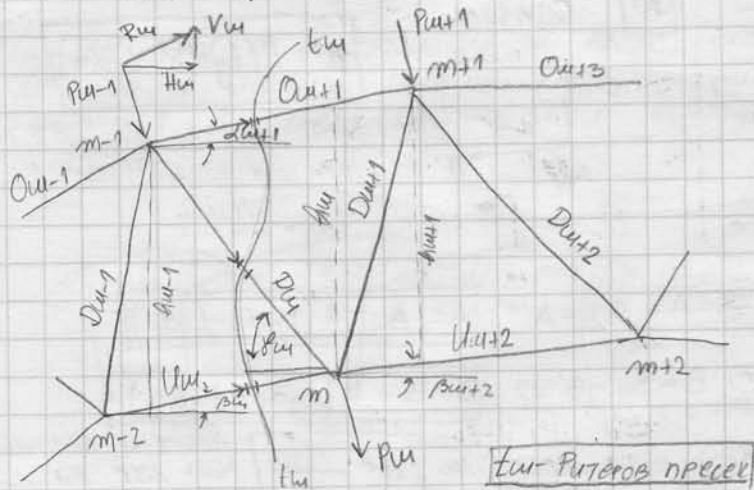 Rm
Vm
Pm-1
Hm
tm
Pm+1
m+1
Om+1
Om+3
m-1
αm+1
Om-1
hm
Dm+1
hm+1
Dm+2
Dm-1
hm-1
Dm
γm
Um
βm
m
Um+2
βm+2
m+2
m-2
tm
Pm
tm - Ритеров пресек